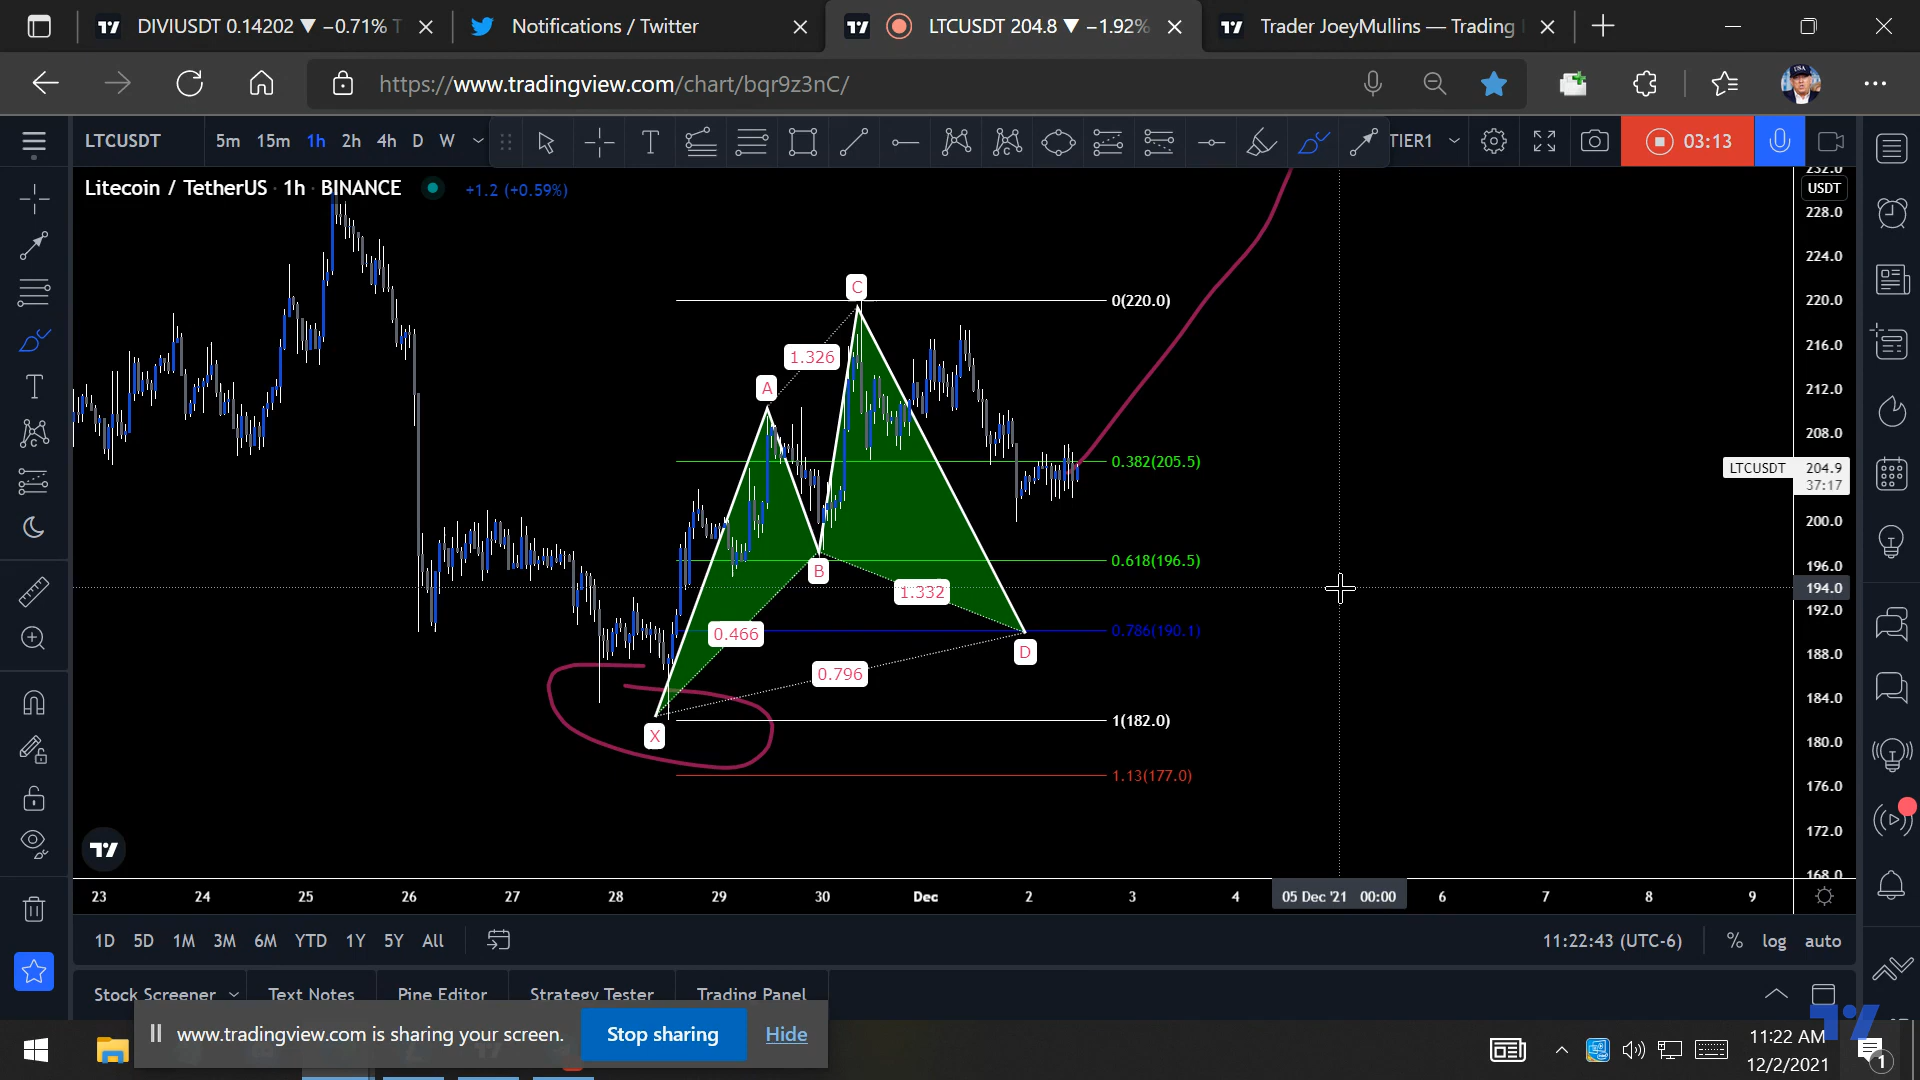 DIVIUSDT 0.14202 ▼ −0.71% T
Notifications / Twitter
LTCUSDT 204.8 ▼ −1.92%
Trader JoeyMullins — Trading
https://www.tradingview.com/chart/bqr9z3nC/
LTCUSDT 5m 15m 1h 2h 4h D W TIER1 03:13
Litecoin / TetherUS · 1h · BINANCE +1.2 (+0.59%)
232.0
USDT
228.0
224.0
220.0
216.0
212.0
208.0
LTCUSDT 204.9
37:17
200.0
196.0
194.0
192.0
188.0
184.0
180.0
176.0
172.0
168.0
C
0(220.0)
1.326
A
0.382(205.5)
0.618(196.5)
B
1.332
0.466
0.786(190.1)
D
0.796
1(182.0)
X
1.13(177.0)
23 24 25 26 27 28 29 30 Dec 2 3 4 05 Dec '21 00:00 6 7 8 9
1D 5D 1M 3M 6M YTD 1Y 5Y All 11:22:43 (UTC-6) % log auto
Stock Screener Text Notes Pine Editor Strategy Tester Trading Panel
www.tradingview.com is sharing your screen. Stop sharing Hide
11:22 AM
12/2/2021
1